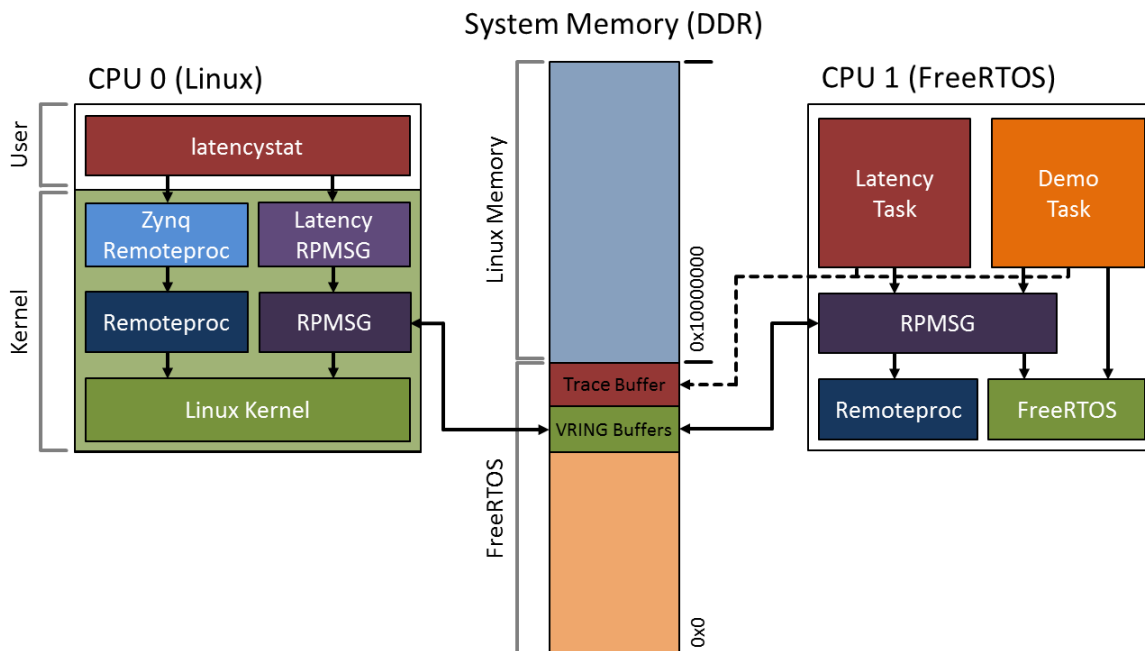 System Memory (DDR)
CPU 0 (Linux)
User
latencystat
Kernel
Zynq
Remoteproc
Latency
RPMSG
Remoteproc
RPMSG
Linux Kernel
Linux Memory
0x10000000
Trace Buffer
VRING Buffers
FreeRTOS
0x0
CPU 1 (FreeRTOS)
Latency
Task
Demo
Task
RPMSG
Remoteproc
FreeRTOS